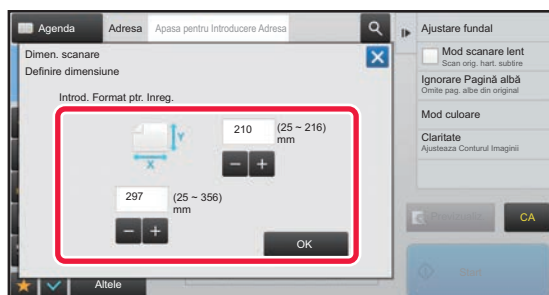 Agenda
Adresa
Apasa pentru Introducere Adresa
Dimen. scanare
Definire dimensiune
Introd. Format ptr. Inreg.
Y
X
210
(25 ~ 216)
mm
297
(25 ~ 356)
mm
OK
Altele
Ajustare fundal
Mod scanare lent
Scan orig. hart. subtire
Ignorare Pagină albă
Omite pag. albe din original
Mod culoare
Claritate
Ajusteaza Conturul Imaginii
CA
Start